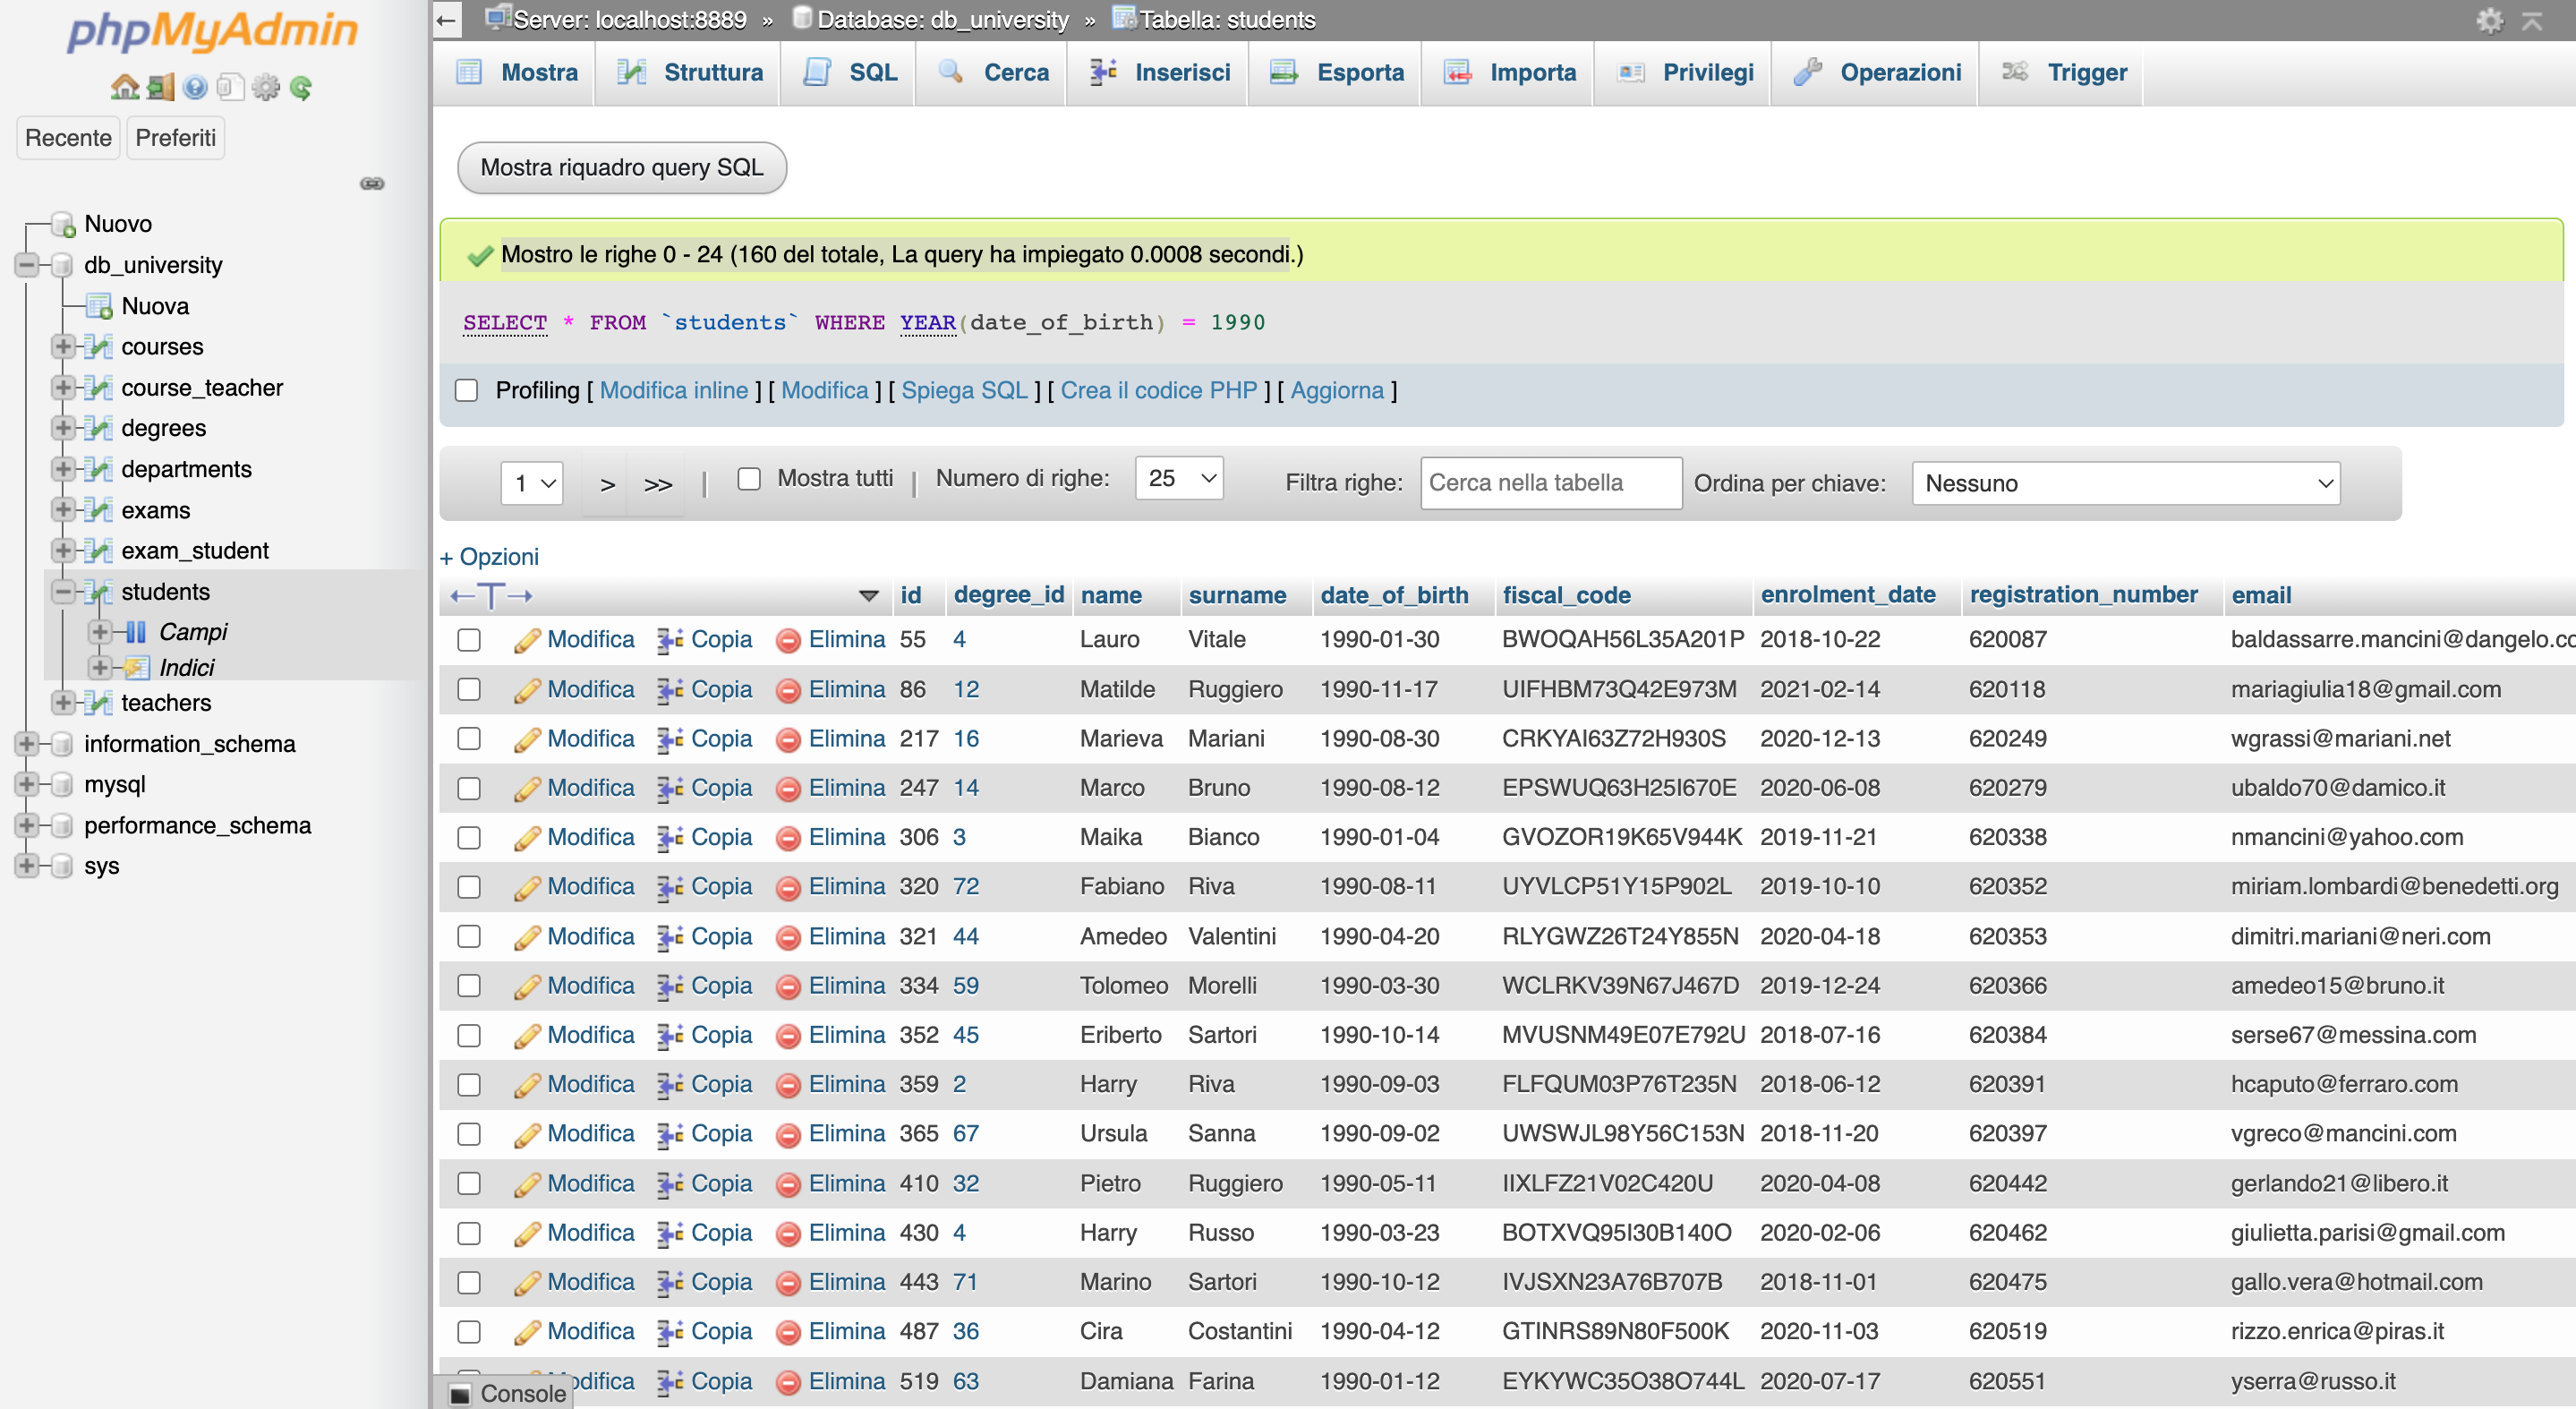 phpMyAdmin
Recente Preferiti
Nuovo
db_university
Nuova
courses
course_teacher
degrees
departments
exams
exam_student
students
Campi
Indici
teachers
information_schema
mysql
performance_schema
sys
Server: localhost:8889 » Database: db_university » Tabella: students
Mostra Struttura SQL Cerca Inserisci Esporta Importa Privilegi Operazioni Trigger
Mostra riquadro query SQL
Mostro le righe 0 - 24 (160 del totale, La query ha impiegato 0.0008 secondi.)
SELECT * FROM `students` WHERE YEAR(date_of_birth) = 1990
Profiling [ Modifica inline ] [ Modifica ] [ Spiega SQL ] [ Crea il codice PHP ] [ Aggiorna ]
1 > >> | Mostra tutti | Numero di righe: 25 Filtra righe: Cerca nella tabella Ordina per chiave: Nessuno
+ Opzioni
←T→ id degree_id name surname date_of_birth fiscal_code enrolment_date registration_number email
Modifica Copia Elimina 55 4 Lauro Vitale 1990-01-30 BWOQAH56L35A201P 2018-10-22 620087 baldassarre.mancini@dangelo.co
Modifica Copia Elimina 86 12 Matilde Ruggiero 1990-11-17 UIFHBM73Q42E973M 2021-02-14 620118 mariagiulia18@gmail.com
Modifica Copia Elimina 217 16 Marieva Mariani 1990-08-30 CRKYAI63Z72H930S 2020-12-13 620249 wgrassi@mariani.net
Modifica Copia Elimina 247 14 Marco Bruno 1990-08-12 EPSWUQ63H25I670E 2020-06-08 620279 ubaldo70@damico.it
Modifica Copia Elimina 306 3 Maika Bianco 1990-01-04 GVOZOR19K65V944K 2019-11-21 620338 nmancini@yahoo.com
Modifica Copia Elimina 320 72 Fabiano Riva 1990-08-11 UYVLCP51Y15P902L 2019-10-10 620352 miriam.lombardi@benedetti.org
Modifica Copia Elimina 321 44 Amedeo Valentini 1990-04-20 RLYGWZ26T24Y855N 2020-04-18 620353 dimitri.mariani@neri.com
Modifica Copia Elimina 334 59 Tolomeo Morelli 1990-03-30 WCLRKV39N67J467D 2019-12-24 620366 amedeo15@bruno.it
Modifica Copia Elimina 352 45 Eriberto Sartori 1990-10-14 MVUSNM49E07E792U 2018-07-16 620384 serse67@messina.com
Modifica Copia Elimina 359 2 Harry Riva 1990-09-03 FLFQUM03P76T235N 2018-06-12 620391 hcaputo@ferraro.com
Modifica Copia Elimina 365 67 Ursula Sanna 1990-09-02 UWSWJL98Y56C153N 2018-11-20 620397 vgreco@mancini.com
Modifica Copia Elimina 410 32 Pietro Ruggiero 1990-05-11 IIXLFZ21V02C420U 2020-04-08 620442 gerlando21@libero.it
Modifica Copia Elimina 430 4 Harry Russo 1990-03-23 BOTXVQ95I30B140O 2020-02-06 620462 giulietta.parisi@gmail.com
Modifica Copia Elimina 443 71 Marino Sartori 1990-10-12 IVJSXN23A76B707B 2018-11-01 620475 gallo.vera@hotmail.com
Modifica Copia Elimina 487 36 Cira Costantini 1990-04-12 GTINRS89N80F500K 2020-11-03 620519 rizzo.enrica@piras.it
odifica Copia Elimina 519 63 Damiana Farina 1990-01-12 EYKYWC35O38O744L 2020-07-17 620551 yserra@russo.it
Console